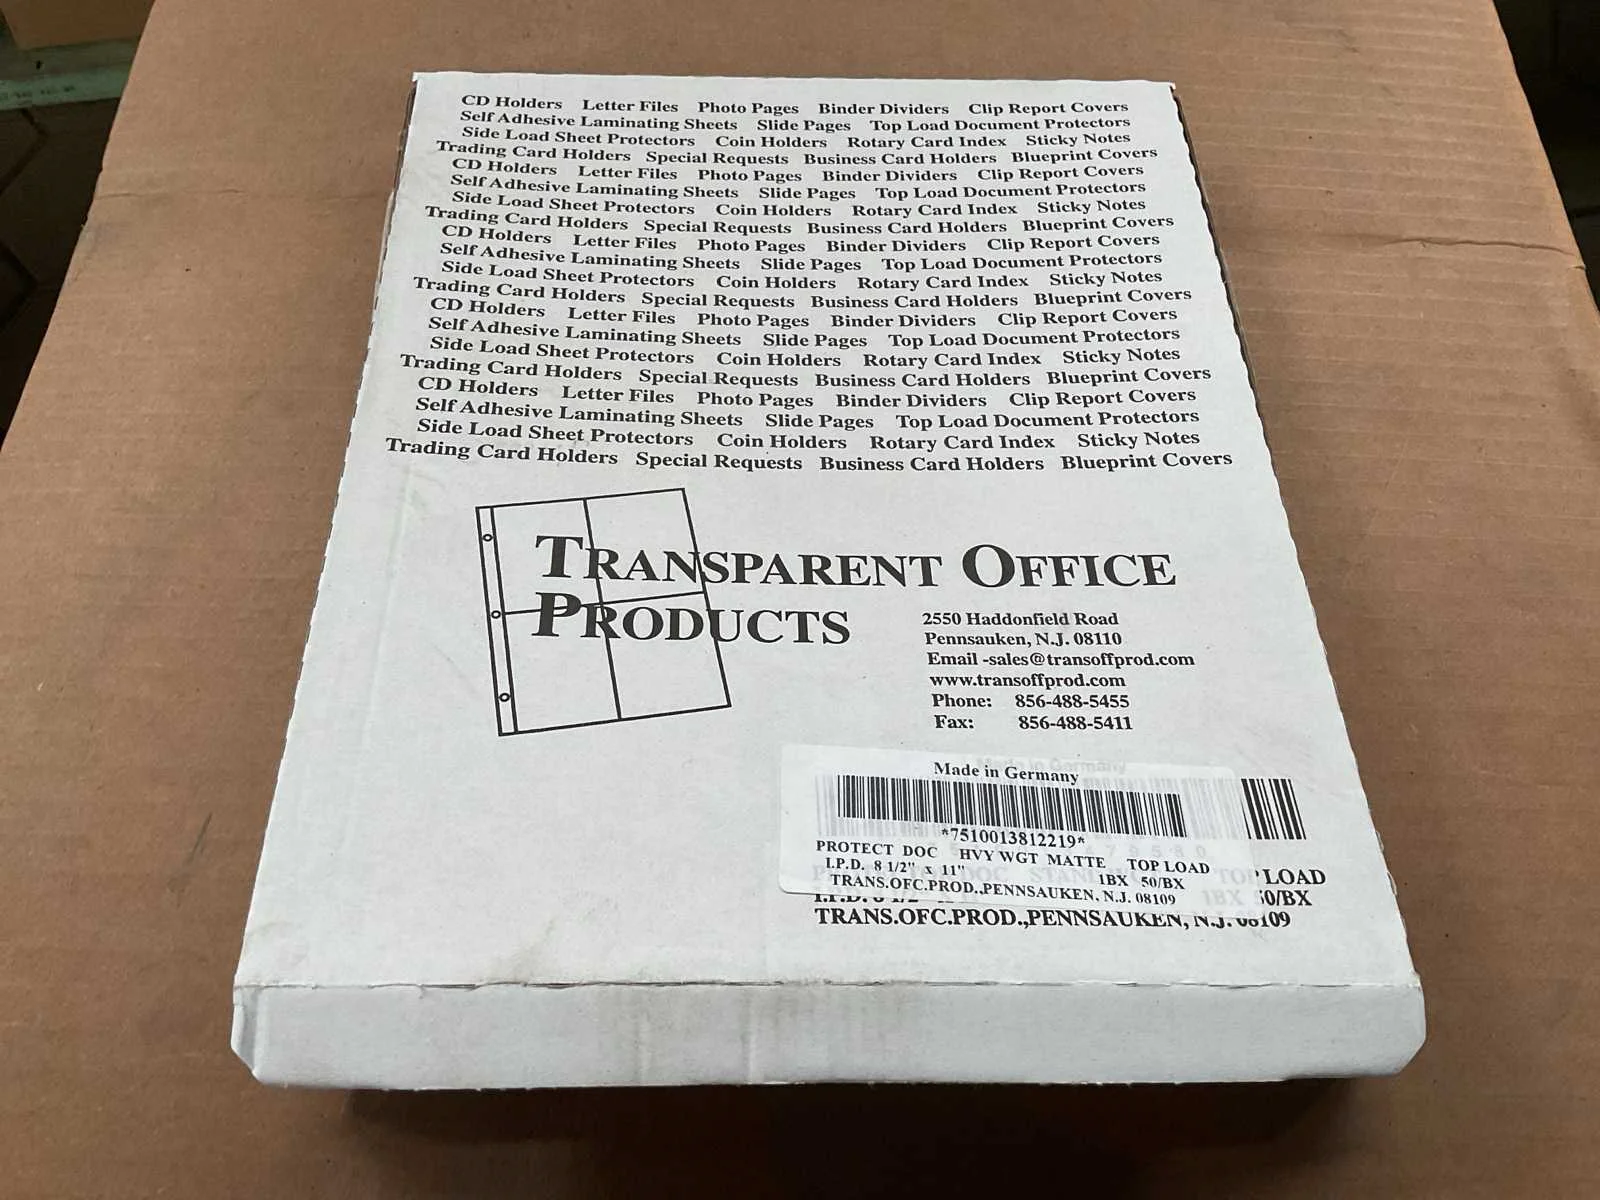 CD Holders Letter Files Photo Pages Binder Dividers Clip Report Covers
Self Adhesive Laminating Sheets Slide Pages Top Load Document Protectors
Side Load Sheet Protectors Coin Holders Rotary Card Index Sticky Notes
Trading Card Holders Special Requests Business Card Holders Blueprint Covers
CD Holders Letter Files Photo Pages Binder Dividers Clip Report Covers
Self Adhesive Laminating Sheets Slide Pages Top Load Document Protectors
Side Load Sheet Protectors Coin Holders Rotary Card Index Sticky Notes
Trading Card Holders Special Requests Business Card Holders Blueprint Covers
CD Holders Letter Files Photo Pages Binder Dividers Clip Report Covers
Self Adhesive Laminating Sheets Slide Pages Top Load Document Protectors
Side Load Sheet Protectors Coin Holders Rotary Card Index Sticky Notes
Trading Card Holders Special Requests Business Card Holders Blueprint Covers
CD Holders Letter Files Photo Pages Binder Dividers Clip Report Covers
Self Adhesive Laminating Sheets Slide Pages Top Load Document Protectors
Side Load Sheet Protectors Coin Holders Rotary Card Index Sticky Notes
Trading Card Holders Special Requests Business Card Holders Blueprint Covers
CD Holders Letter Files Photo Pages Binder Dividers Clip Report Covers
Self Adhesive Laminating Sheets Slide Pages Top Load Document Protectors
Side Load Sheet Protectors Coin Holders Rotary Card Index Sticky Notes
Trading Card Holders Special Requests Business Card Holders Blueprint Covers
TRANSPARENT OFFICE
PRODUCTS
2550 Haddonfield Road
Pennsauken, N.J. 08110
Email -sales@transoffprod.com
www.transoffprod.com
Phone: 856-488-5455
Fax: 856-488-5411
Made in Germany
*7510013812219*
PROTECT DOC HVY WGT MATTE TOP LOAD
I.P.D. 8 1/2" x 11" 1BX 50/BX
TRANS.OFC.PROD.,PENNSAUKEN, N.J. 08109
TOP LOAD
1BX 50/BX
TRANS.OFC.PROD.,PENNSAUKEN, N.J. 08109